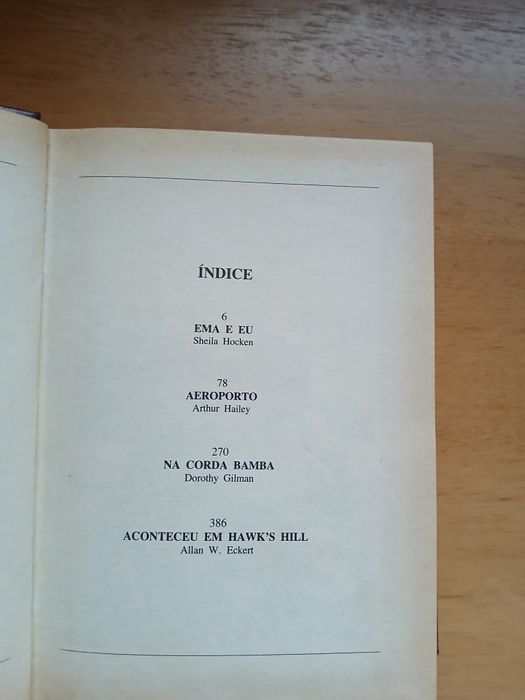 ÍNDICE
6
EMA E EU
Sheila Hocken
78
AEROPORTO
Arthur Hailey
270
NA CORDA BAMBA
Dorothy Gilman
386
ACONTECEU EM HAWK'S HILL
Allan W. Eckert